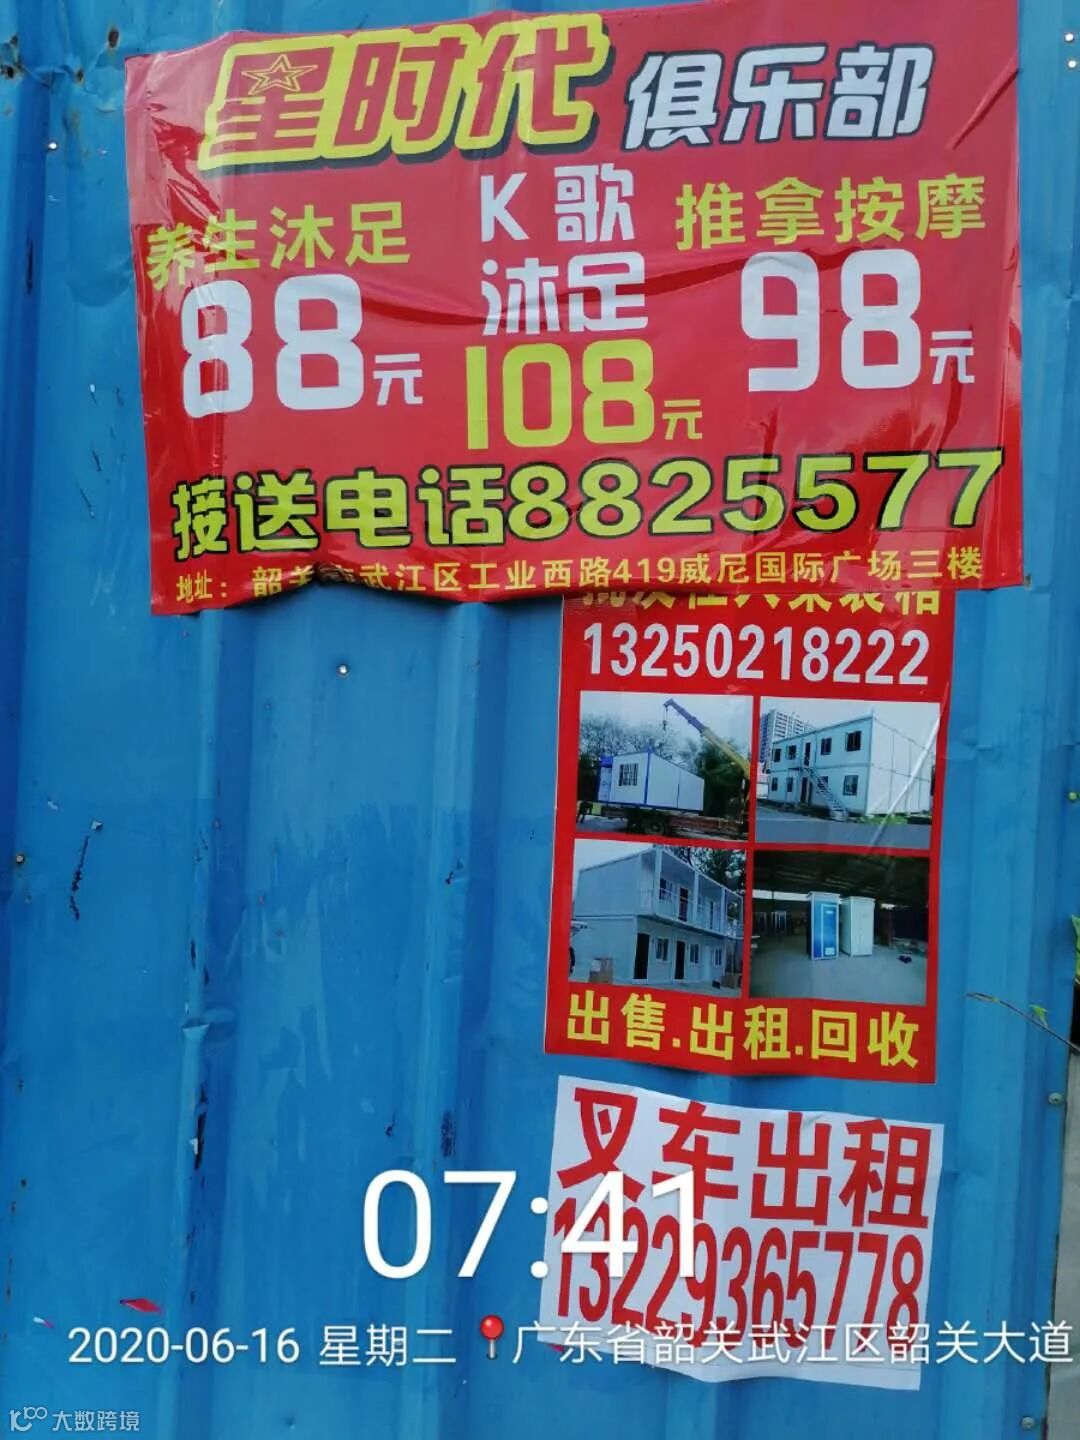 星时代 俱乐部
养生沐足
88元
K歌
沐足
108元
推拿按摩
98元
接送电话8825577
地址：韶关市武江区工业西路419威尼国际广场三楼
13250218222
出售.出租.回收
叉车出租
13229365778
07:41
2020-06-16 星期二 广东省韶关武江区韶关大道
大数跨境